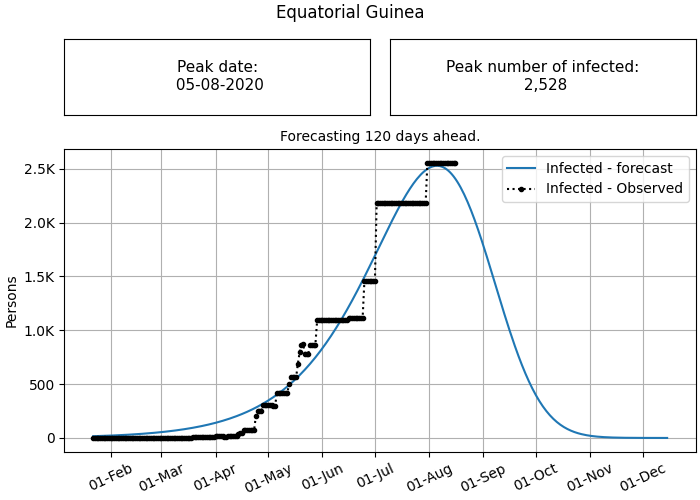 Equatorial Guinea
Peak date:
05-08-2020
Peak number of infected:
2,528
Forecasting 120 days ahead.
Infected - forecast
Infected - Observed
Persons
2.5K
2.0K
1.5K
1.0K
500
0
01-Feb
01-Mar
01-Apr
01-May
01-Jun
01-Jul
01-Aug
01-Sep
01-Oct
01-Nov
01-Dec